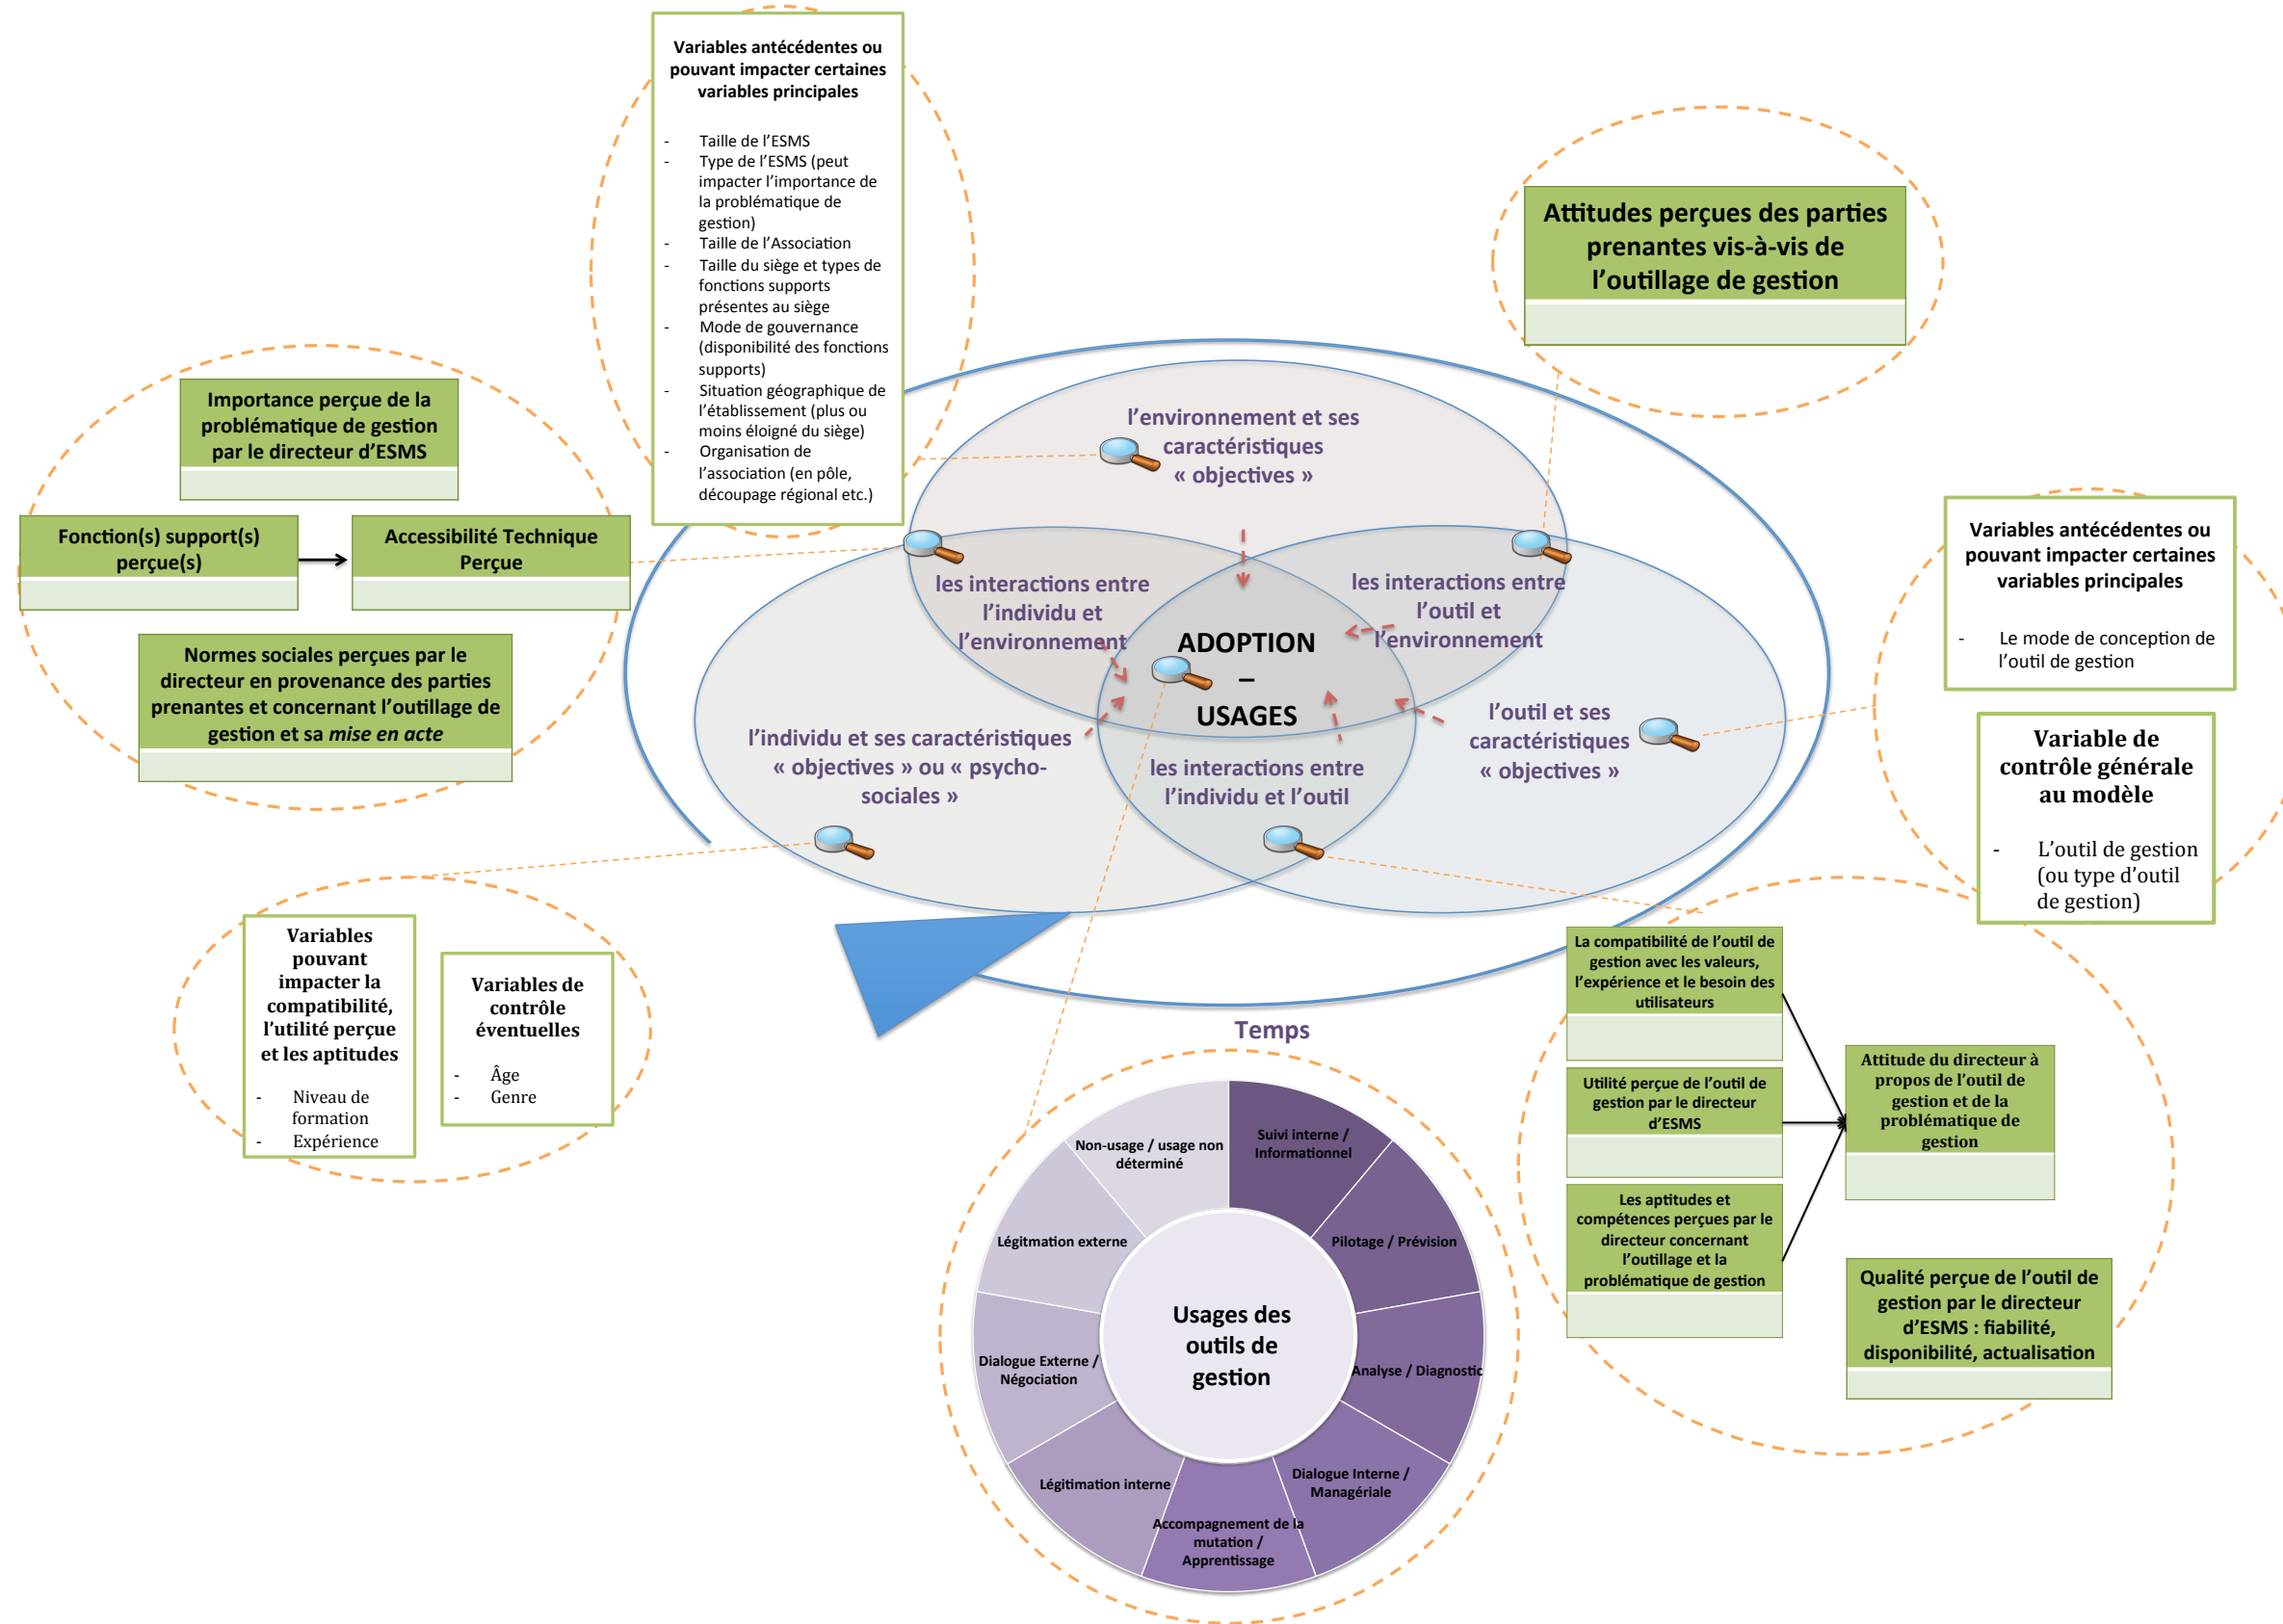 Variables antécédentes ou
pouvant impacter certaines
variables principales
- Taille de l’ESMS
- Type de l’ESMS (peut
impacter l’importance de
la problématique de
gestion)
- Taille de l’Association
- Taille du siège et types de
fonctions supports
présentes au siège
- Mode de gouvernance
(disponibilité des fonctions
supports)
- Situation géographique de
l’établissement (plus ou
moins éloigné du siège)
- Organisation de
l’association (en pôle,
découpage régional etc.)
Attitudes perçues des parties
prenantes vis-à-vis de
l’outillage de gestion
Importance perçue de la
problématique de gestion
par le directeur d’ESMS
Fonction(s) support(s)
perçue(s)
Accessibilité Technique
Perçue
Normes sociales perçues par le
directeur en provenance des parties
prenantes et concernant l’outillage de
gestion et sa mise en acte
l’environnement et ses
caractéristiques
« objectives »
les interactions entre
l’individu et
l’environnement
les interactions entre
l’outil et
l’environnement
ADOPTION
–
USAGES
l’individu et ses caractéristiques
« objectives » ou « psycho-
sociales »
les interactions entre
l’individu et l’outil
l’outil et ses
caractéristiques
« objectives »
Variables antécédentes ou
pouvant impacter certaines
variables principales
- Le mode de conception de
l’outil de gestion
Variable de
contrôle générale
au modèle
- L’outil de gestion
(ou type d’outil
de gestion)
Variables
pouvant
impacter la
compatibilité,
l’utilité perçue
et les aptitudes
- Niveau de
formation
- Expérience
Variables de
contrôle
éventuelles
- Âge
- Genre
Temps
La compatibilité de l’outil de
gestion avec les valeurs,
l’expérience et le besoin des
utilisateurs
Utilité perçue de l’outil de
gestion par le directeur
d’ESMS
Les aptitudes et
compétences perçues par le
directeur concernant
l’outillage et la
problématique de gestion
Attitude du directeur à
propos de l’outil de
gestion et de la
problématique de
gestion
Qualité perçue de l’outil de
gestion par le directeur
d’ESMS : fiabilité,
disponibilité, actualisation
Usages des
outils de
gestion
Suivi interne /
Informationnel
Pilotage / Prévision
Analyse / Diagnostic
Dialogue Interne /
Managériale
Accompagnement de la
mutation /
Apprentissage
Légitimation interne
Dialogue Externe /
Négociation
Légitmation externe
Non-usage / usage non
déterminé